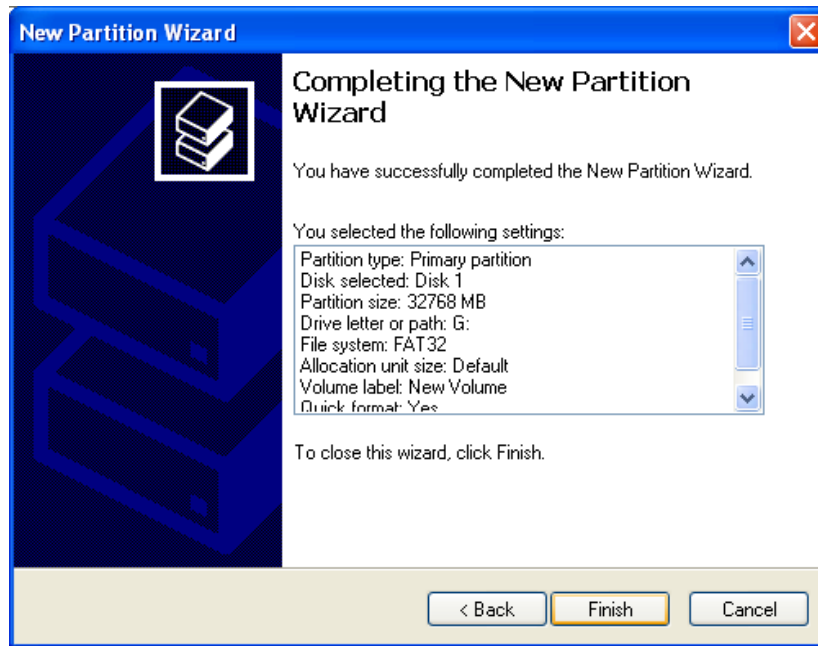 New Partition Wizard
Completing the New Partition
Wizard
You have successfully completed the New Partition Wizard.
You selected the following settings:
Partition type: Primary partition
Disk selected: Disk 1
Partition size: 32768 MB
Drive letter or path: G:
File system: FAT32
Allocation unit size: Default
Volume label: New Volume
Quick format: Yes
To close this wizard, click Finish.
< Back
Finish
Cancel